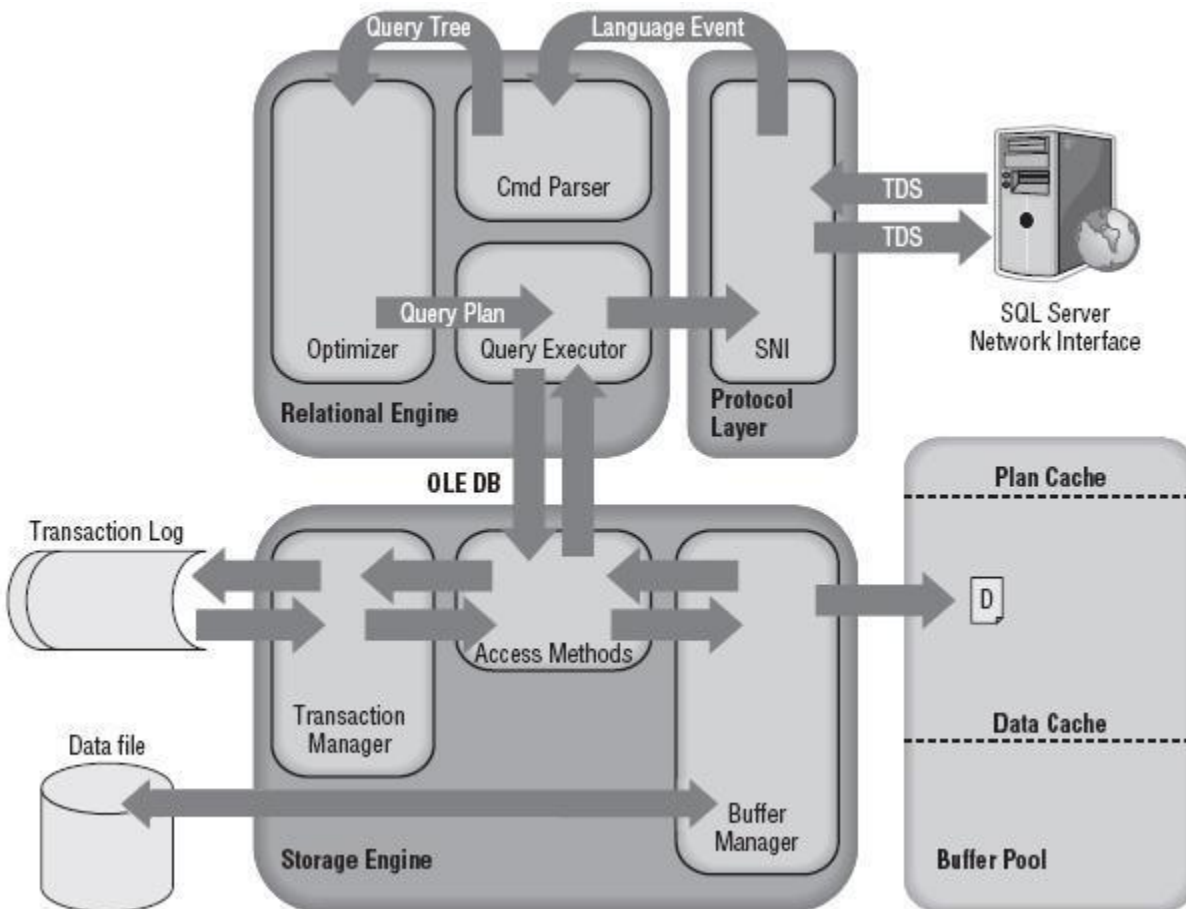 Query Tree
Language Event
Cmd Parser
TDS
TDS
Query Plan
Optimizer
Query Executor
SNI
SQL Server
Network Interface
Relational Engine
Protocol
Layer
OLE DB
Plan Cache
Transaction Log
D
Access Methods
Transaction
Manager
Data Cache
Data file
Buffer
Manager
Storage Engine
Buffer Pool